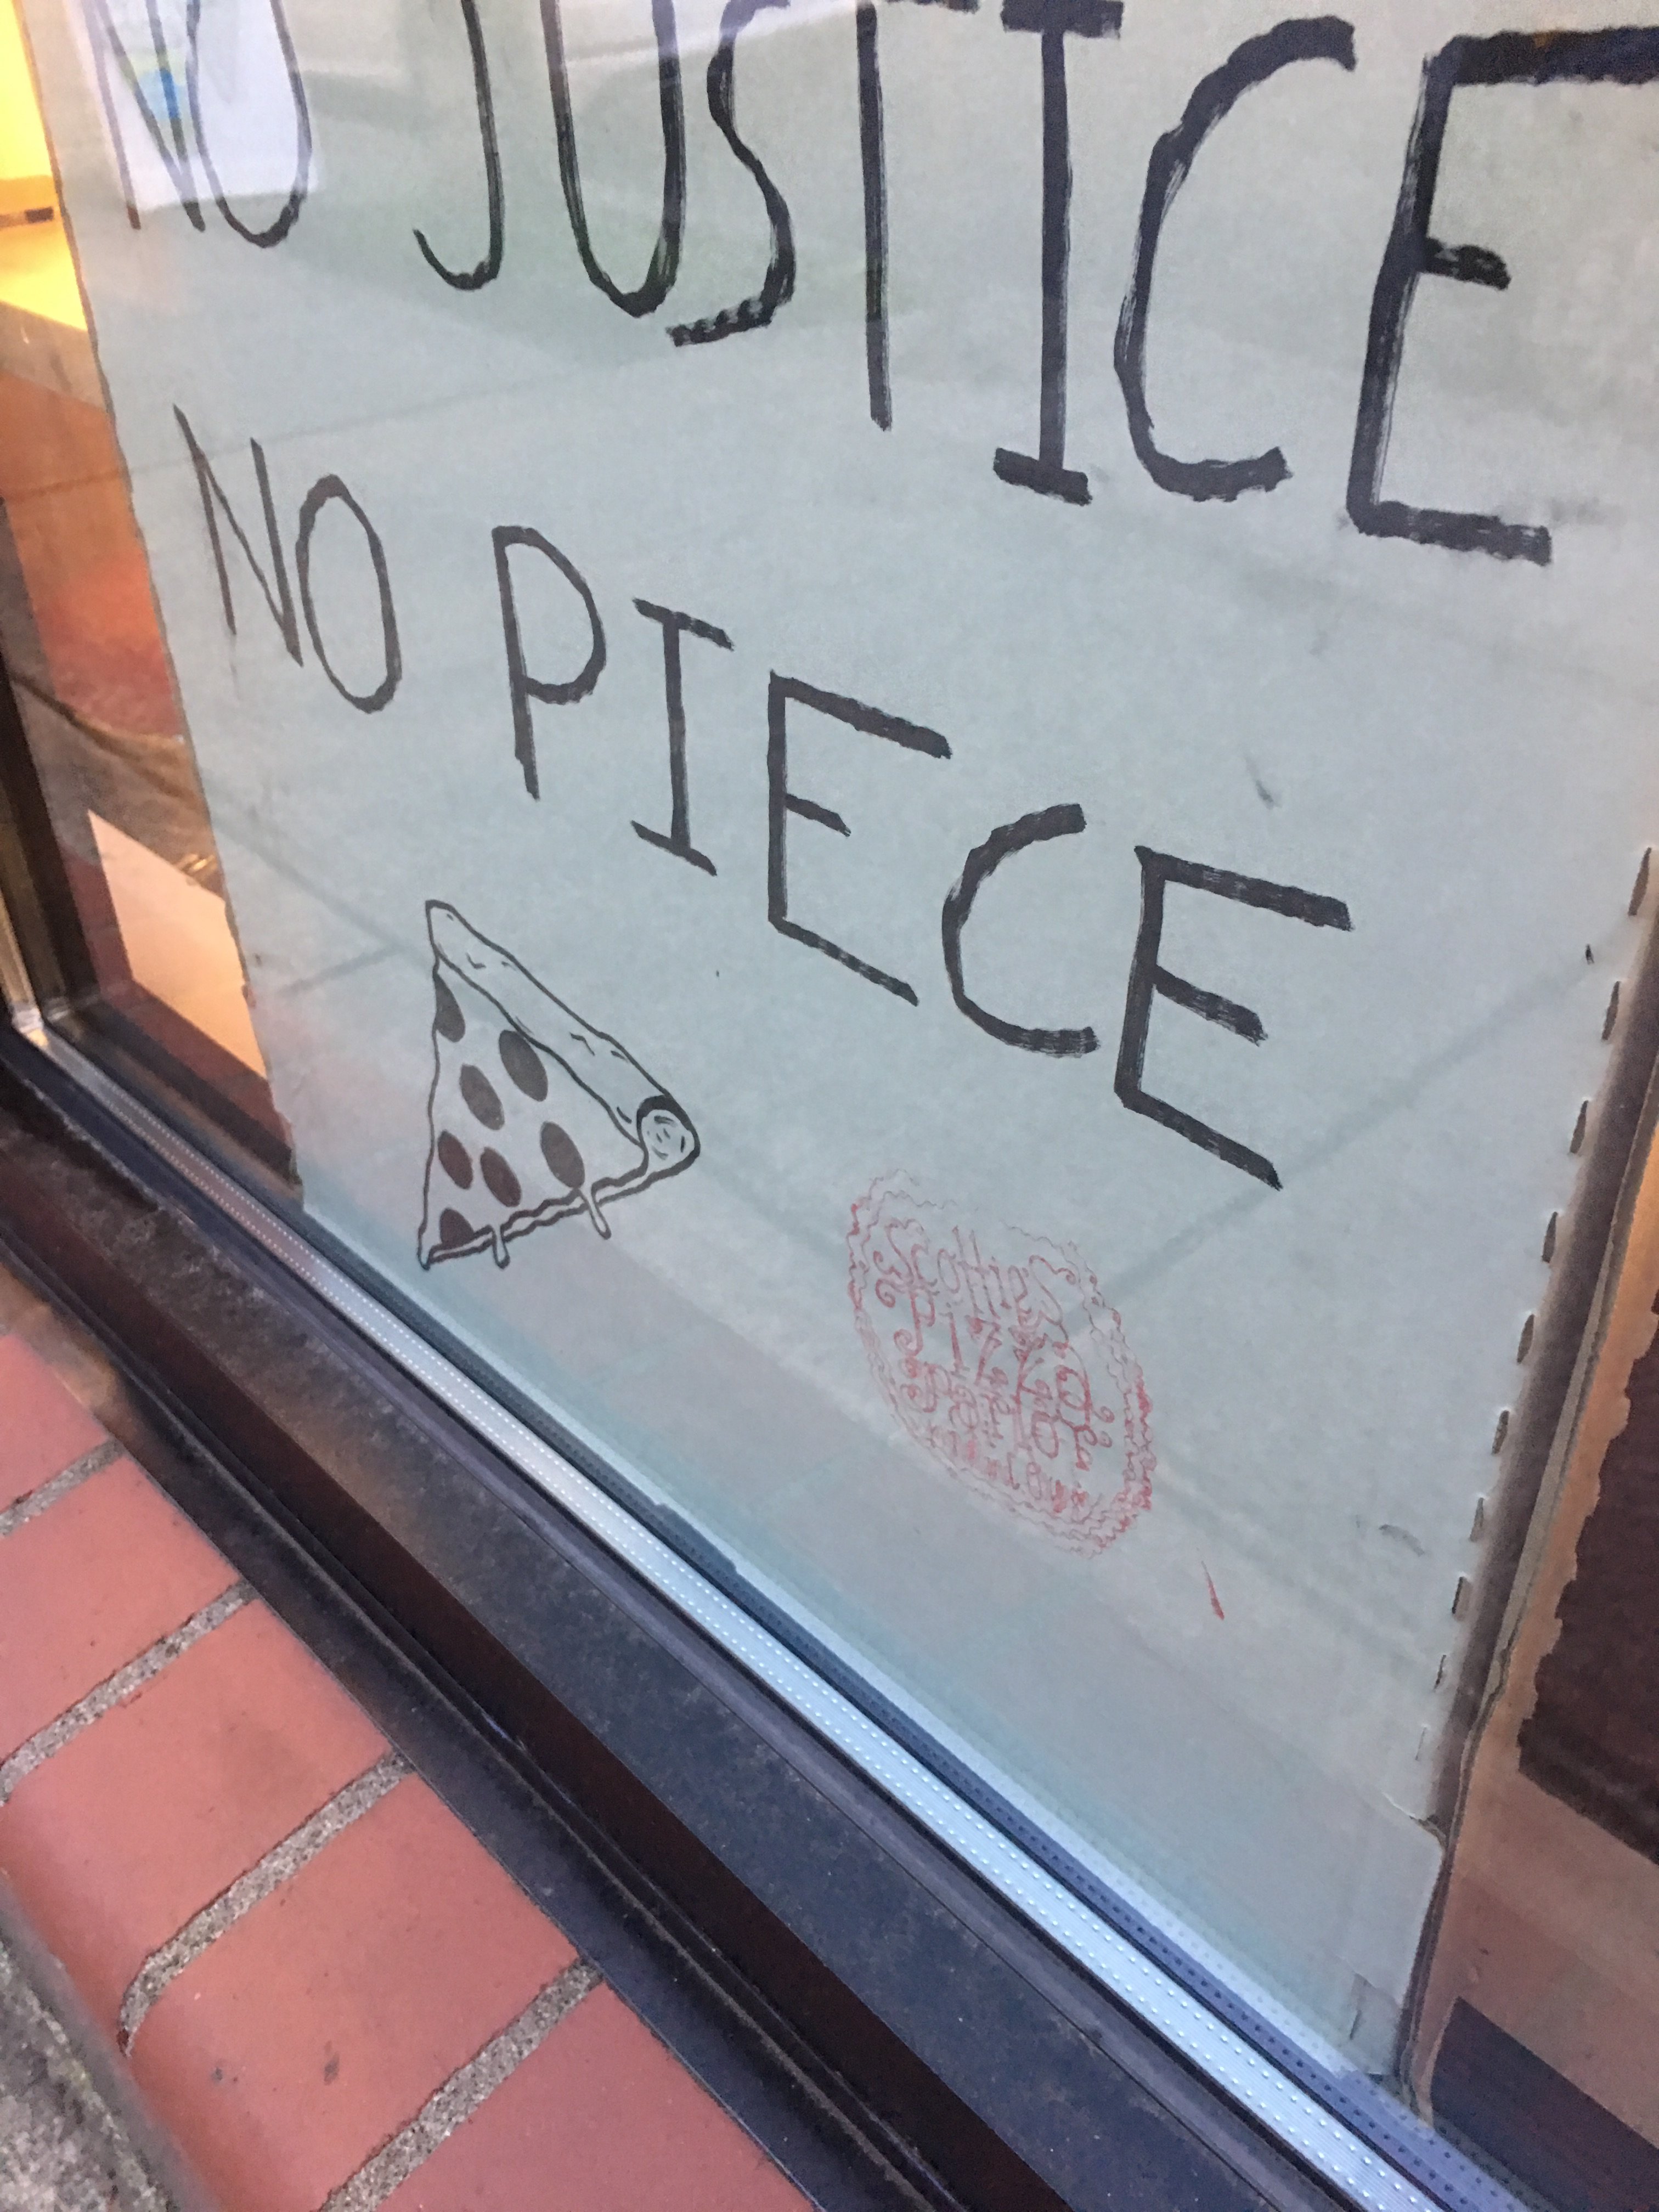 NO JUSTICE
NO PIECE
Scottie's
Pizza
Parlor